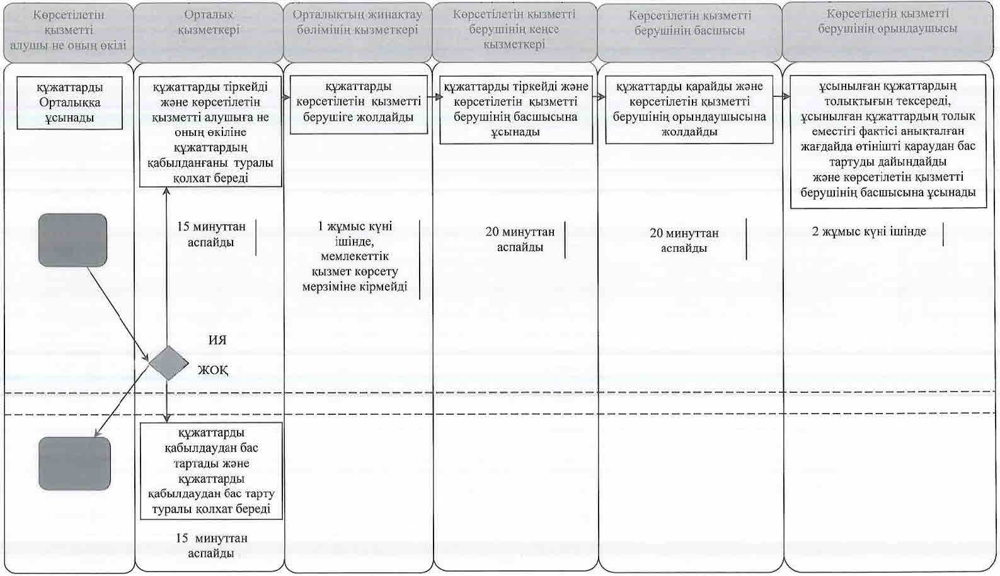 Көрсетілетін
қызметті
алушы не оның өкілі
Орталық
қызметкері
Орталықтың жинақтау
бөлімінің қызметкері
Көрсетілетін қызметті
берушінің кеңсе
қызметкері
Көрсетілетін қызметті
берушінің басшысы
Көрсетілетін қызметті
берушінің орындаушысы
құжаттарды
Орталыққа
ұсынады
құжаттарды тіркейді
және көрсетілетін
қызметті алушыға не
оның өкіліне
құжаттардың
қабылданғаны туралы
қолхат береді
құжаттарды
көрсетілетін қызметті
берушіге жолдайды
құжаттарды тіркейді және
көрсетілетін қызметті
берушінің басшысына
ұсынады
құжаттарды қарайды және
көрсетілетін қызметті
берушінің орындаушысына
жолдайды
ұсынылған құжаттардың
толықтығын тексереді,
ұсынылған құжаттардың толық
еместігі фактісі анықталған
жағдайда өтінішті қараудан бас
тартуды дайындайды
және көрсетілетін қызметті
берушінің басшысына ұсынады
15 минуттан
аспайды
1 жұмыс күні
ішінде,
мемлекеттік
қызмет көрсету
мерзіміне кірмейді
20 минуттан
аспайды
20 минуттан
аспайды
2 жұмыс күні ішінде
ИЯ
ЖОҚ
құжаттарды
қабылдаудан бас
тартады және
құжаттарды
қабылдаудан бас тарту
туралы қолхат береді
15 минуттан
аспайды